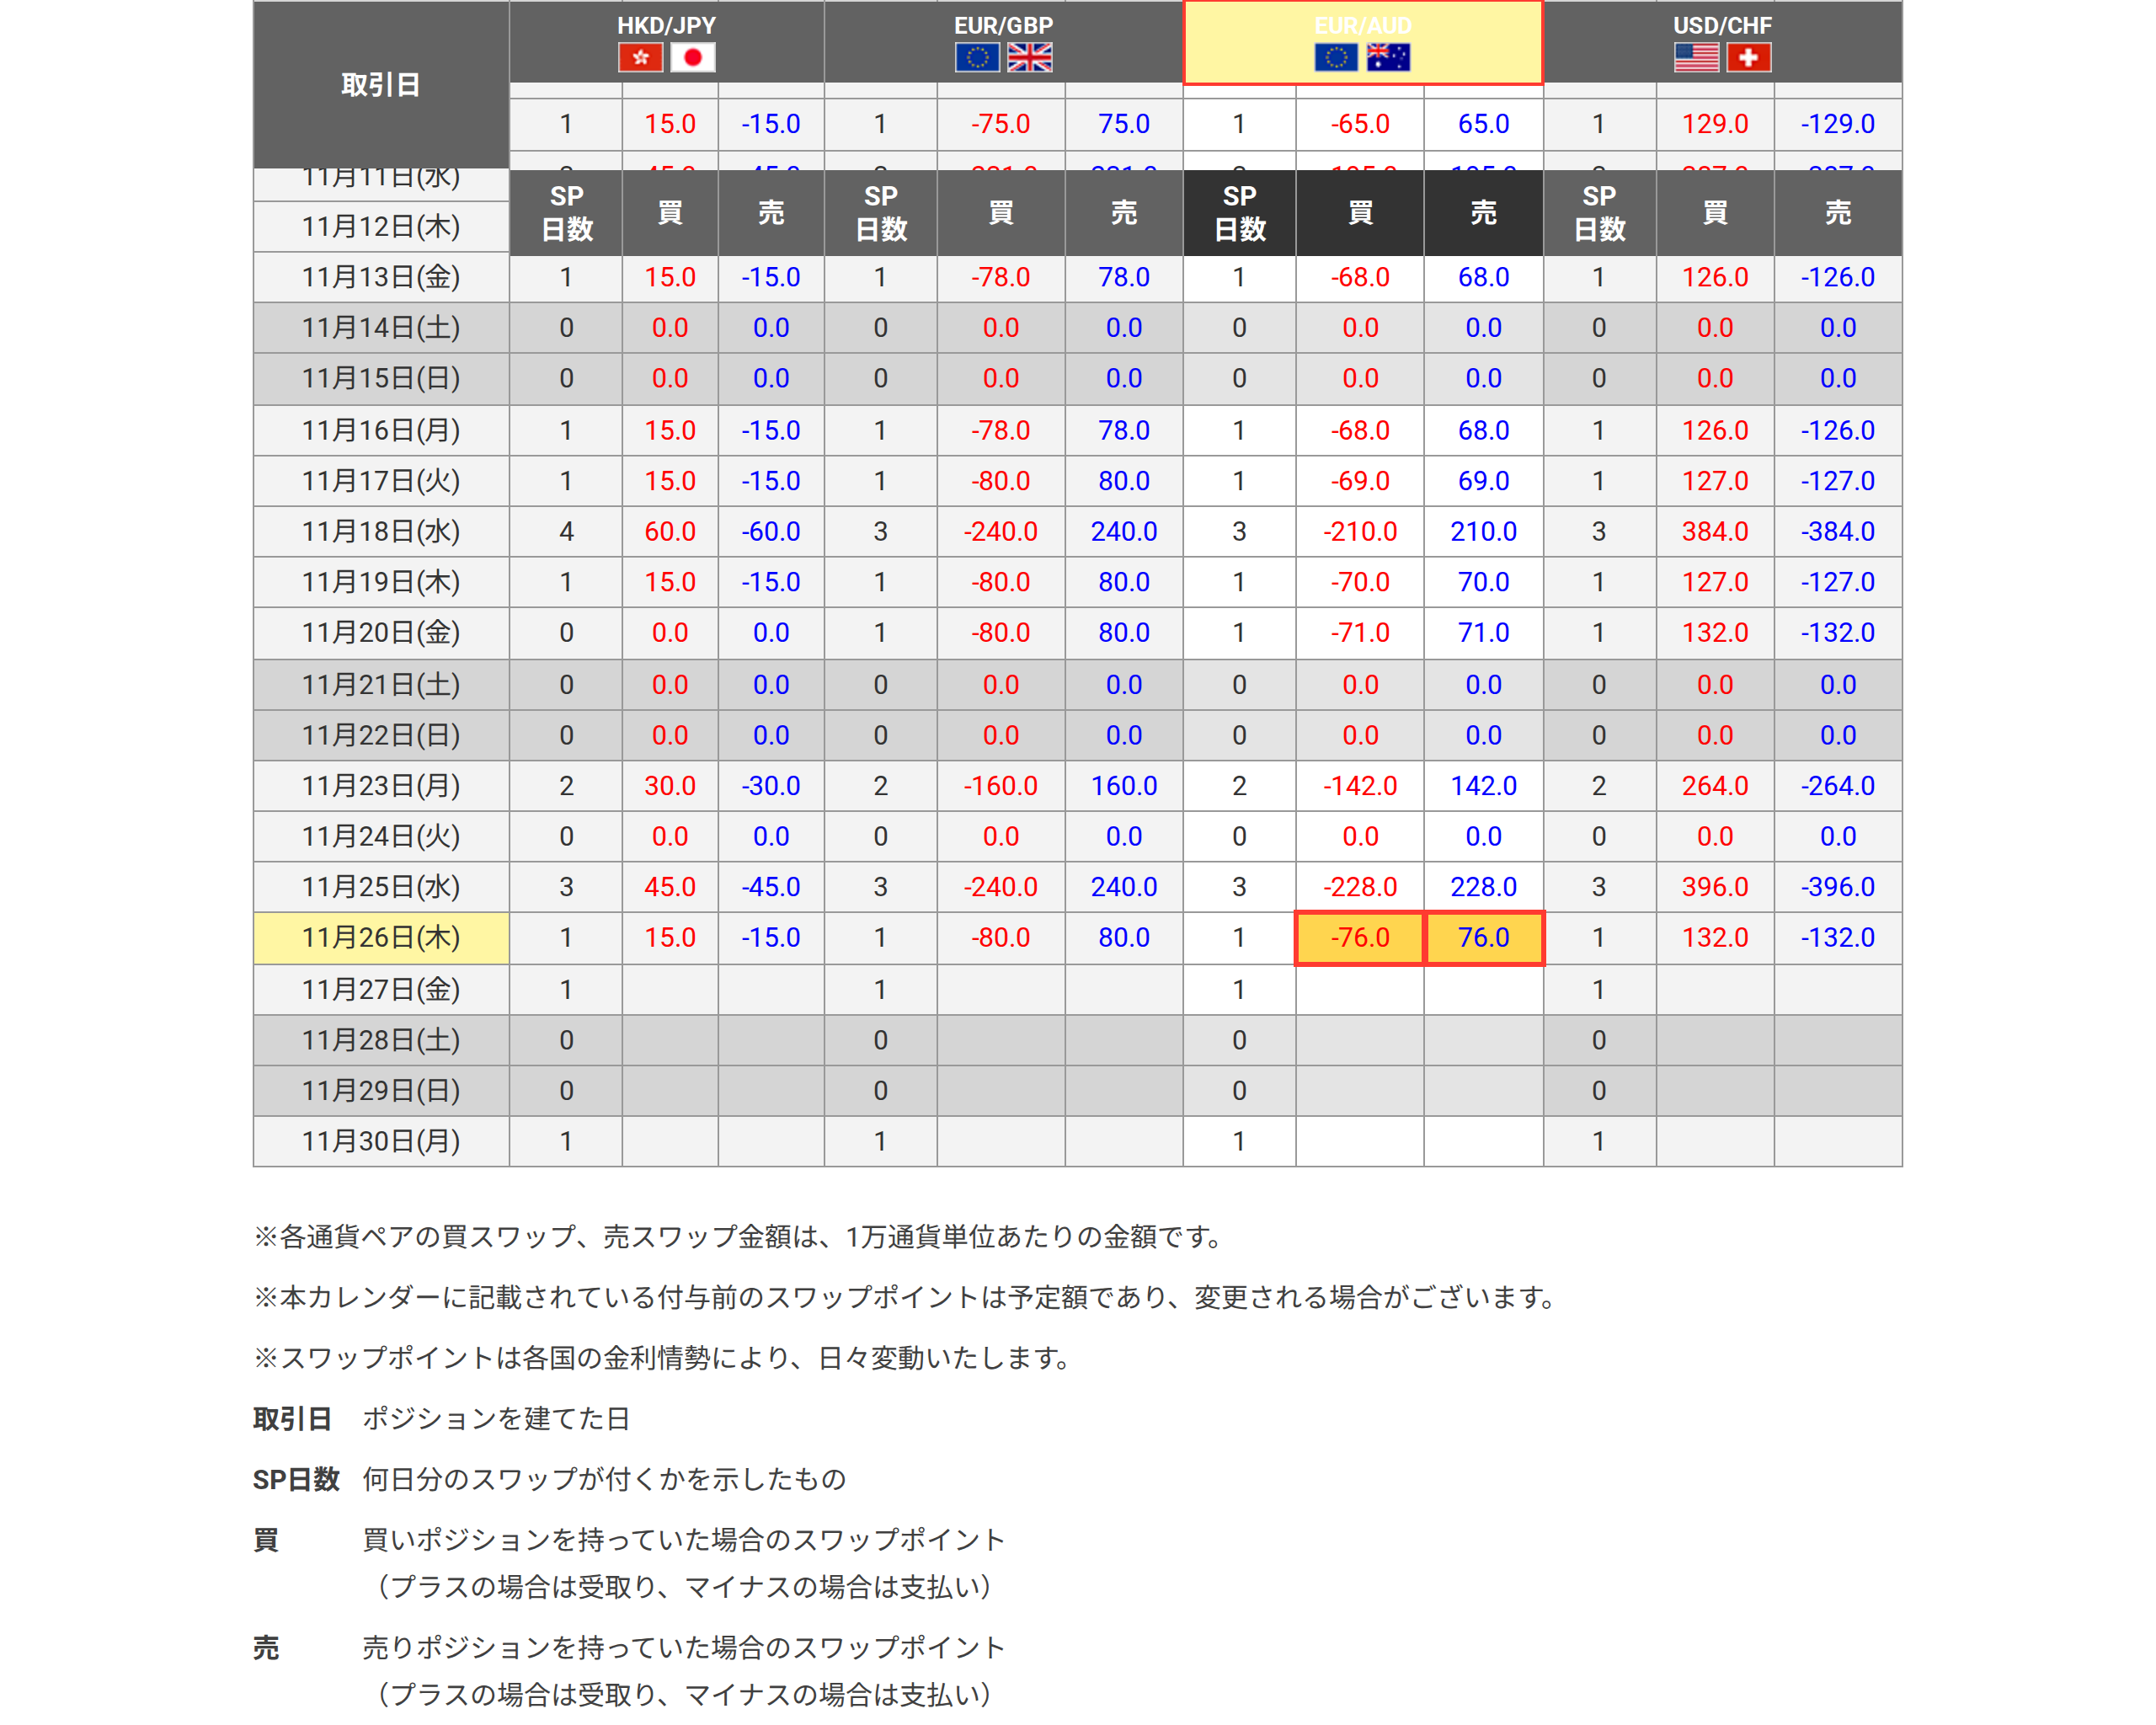 取引日 HKD/JPY EUR/GBP EUR/AUD USD/CHF
1 15.0 -15.0 1 -75.0 75.0 1 -65.0 65.0 1 129.0 -129.0
11月11日(水)
11月12日(木) SP日数 買 売 SP日数 買 売 SP日数 買 売 SP日数 買 売
11月13日(金) 1 15.0 -15.0 1 -78.0 78.0 1 -68.0 68.0 1 126.0 -126.0
11月14日(土) 0 0.0 0.0 0 0.0 0.0 0 0.0 0.0 0 0.0 0.0
11月15日(日) 0 0.0 0.0 0 0.0 0.0 0 0.0 0.0 0 0.0 0.0
11月16日(月) 1 15.0 -15.0 1 -78.0 78.0 1 -68.0 68.0 1 126.0 -126.0
11月17日(火) 1 15.0 -15.0 1 -80.0 80.0 1 -69.0 69.0 1 127.0 -127.0
11月18日(水) 4 60.0 -60.0 3 -240.0 240.0 3 -210.0 210.0 3 384.0 -384.0
11月19日(木) 1 15.0 -15.0 1 -80.0 80.0 1 -70.0 70.0 1 127.0 -127.0
11月20日(金) 0 0.0 0.0 1 -80.0 80.0 1 -71.0 71.0 1 132.0 -132.0
11月21日(土) 0 0.0 0.0 0 0.0 0.0 0 0.0 0.0 0 0.0 0.0
11月22日(日) 0 0.0 0.0 0 0.0 0.0 0 0.0 0.0 0 0.0 0.0
11月23日(月) 2 30.0 -30.0 2 -160.0 160.0 2 -142.0 142.0 2 264.0 -264.0
11月24日(火) 0 0.0 0.0 0 0.0 0.0 0 0.0 0.0 0 0.0 0.0
11月25日(水) 3 45.0 -45.0 3 -240.0 240.0 3 -228.0 228.0 3 396.0 -396.0
11月26日(木) 1 15.0 -15.0 1 -80.0 80.0 1 -76.0 76.0 1 132.0 -132.0
11月27日(金) 1 1 1 1
11月28日(土) 0 0 0 0
11月29日(日) 0 0 0 0
11月30日(月) 1 1 1 1
※各通貨ペアの買スワップ、売スワップ金額は、1万通貨単位あたりの金額です。
※本カレンダーに記載されている付与前のスワップポイントは予定額であり、変更される場合がございます。
※スワップポイントは各国の金利情勢により、日々変動いたします。
取引日 ポジションを建てた日
SP日数 何日分のスワップが付くかを示したもの
買 買いポジションを持っていた場合のスワップポイント
（プラスの場合は受取り、マイナスの場合は支払い）
売 売りポジションを持っていた場合のスワップポイント
（プラスの場合は受取り、マイナスの場合は支払い）